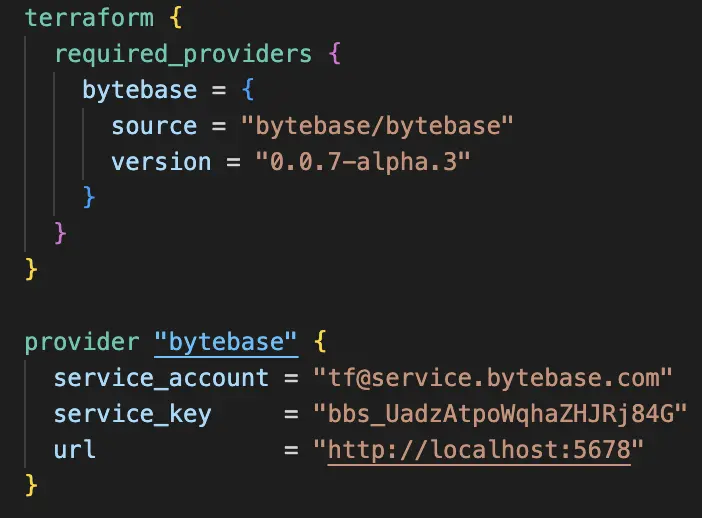 terraform {
  required_providers {
    bytebase = {
      source = "bytebase/bytebase"
      version = "0.0.7-alpha.3"
    }
  }
}

provider "bytebase" {
  service_account = "tf@service.bytebase.com"
  service_key     = "bbs_UadzAtpoWqhaZHJRj84G"
  url             = "http://localhost:5678"
}